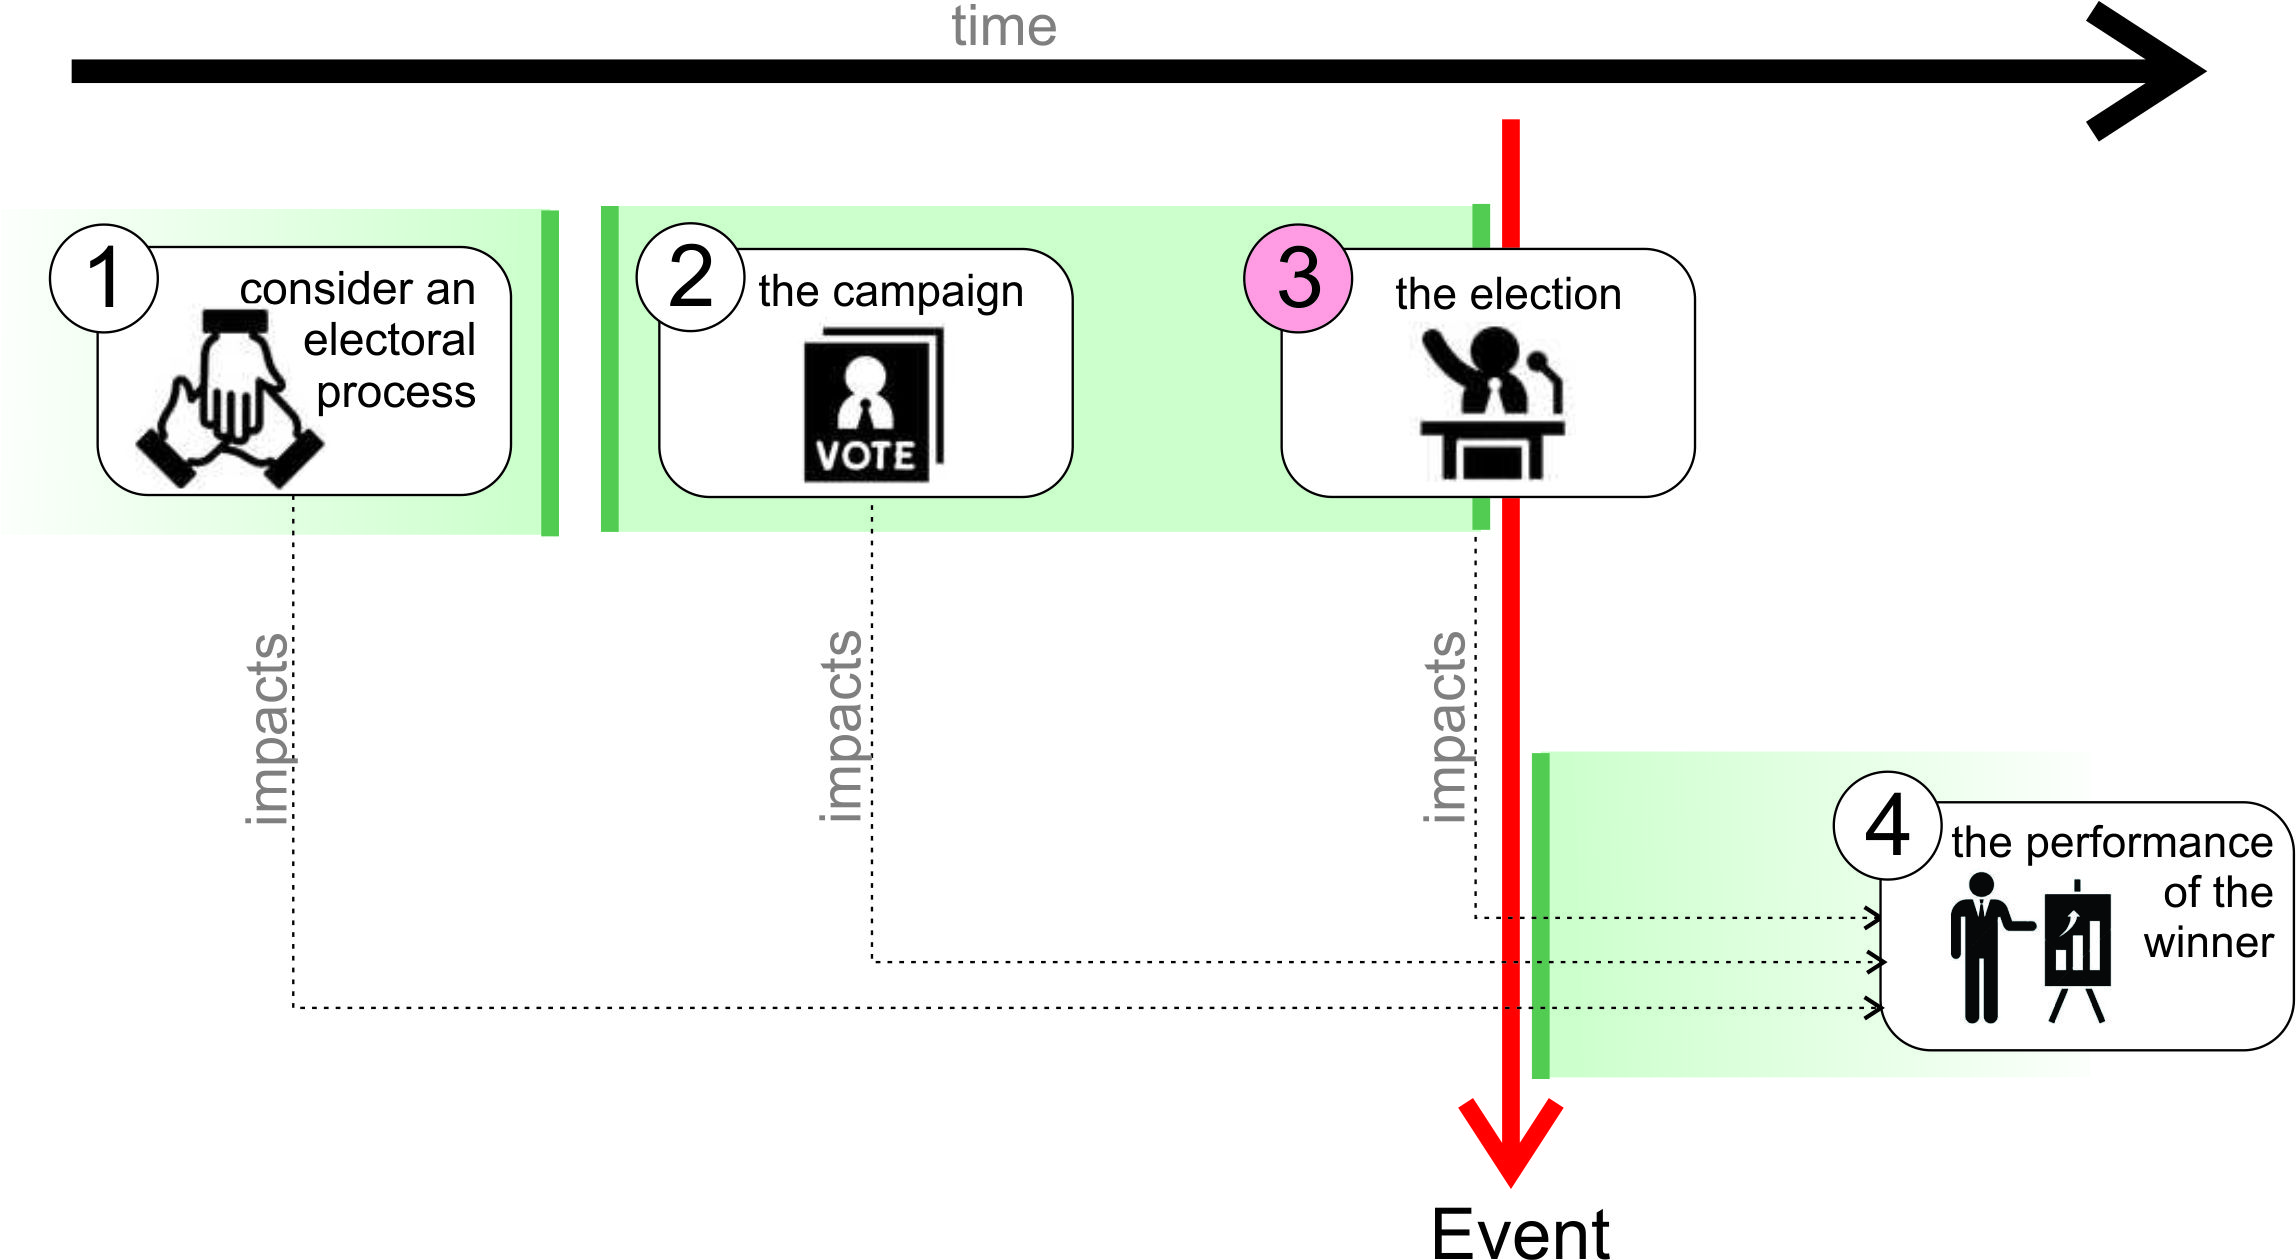 time
1
consider an
electoral
process
2
the campaign
VOTE
3
the election
impacts
impacts
impacts
4
the performance
of the
winner
Event